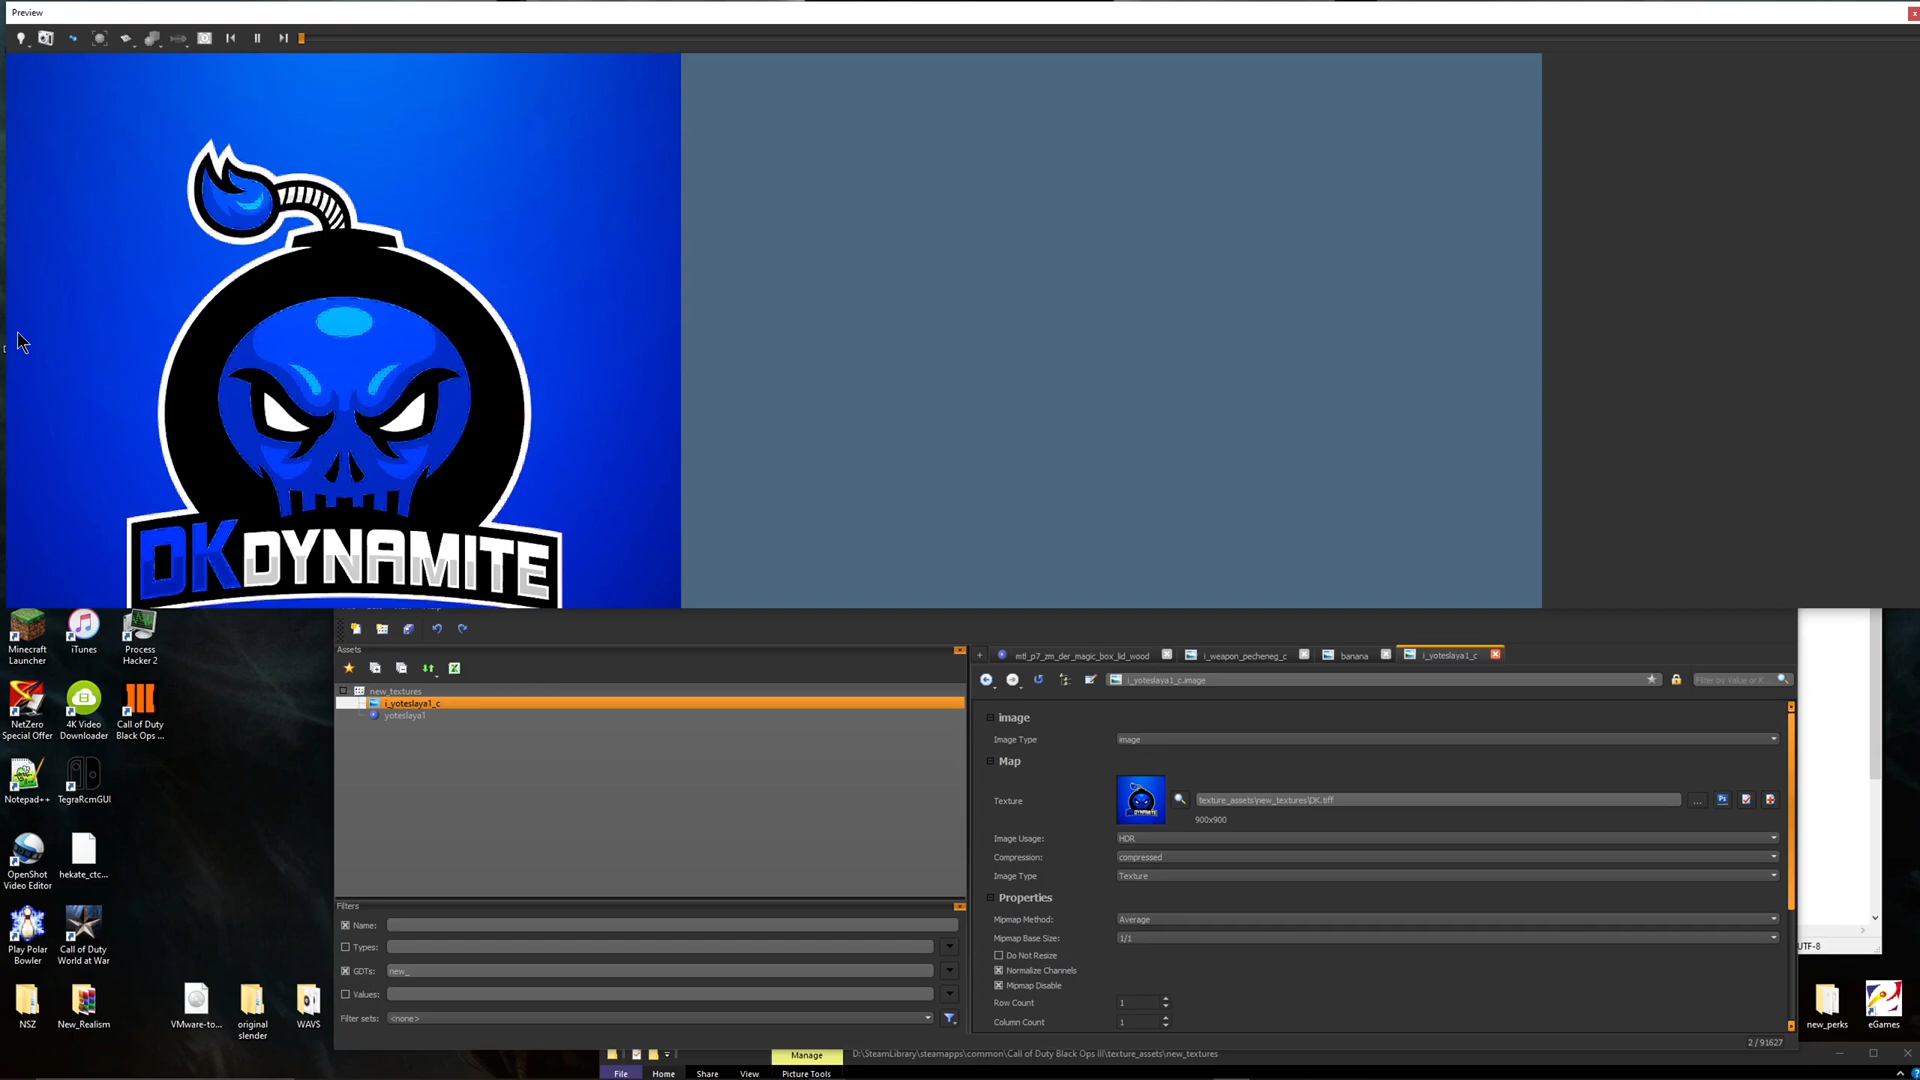 Preview
DKDYNAMITE
Minecraft Launcher
iTunes
Process Hacker 2
NetZero Special Offer
4K Video Downloader
Call of Duty Black Ops ...
Notepad++
TegraRcmGUI
OpenShot Video Editor
hekate_ctc...
Play Polar Bowler
Call of Duty World at War
NSZ
New_Realism
VMware-to...
original slender
WAVS
Assets
new_textures
i_yoteslaya1_c
yoteslaya1
Filters
Name:
Types:
GDTs: new_
Values:
Filter sets: <none>
mtl_p7_zm_der_magic_box_lid_wood
i_weapon_pecheneg_c
banana
i_yoteslaya1_c
i_yoteslaya1_c.image
Filter by Value or K...
image
Image Type image
Map
Texture texture_assets\new_textures\DK.tiff
...
Ps
900x900
Image Usage: HDR
Compression: compressed
Image Type Texture
Properties
Mipmap Method: Average
Mipmap Base Size: 1/1
Do Not Resize
Normalize Channels
Mipmap Disable
Row Count 1
Column Count 1
2 / 91627
UTF-8
new_perks
eGames
Manage
D:\SteamLibrary\steamapps\common\Call of Duty Black Ops III\texture_assets\new_textures
File
Home
Share
View
Picture Tools